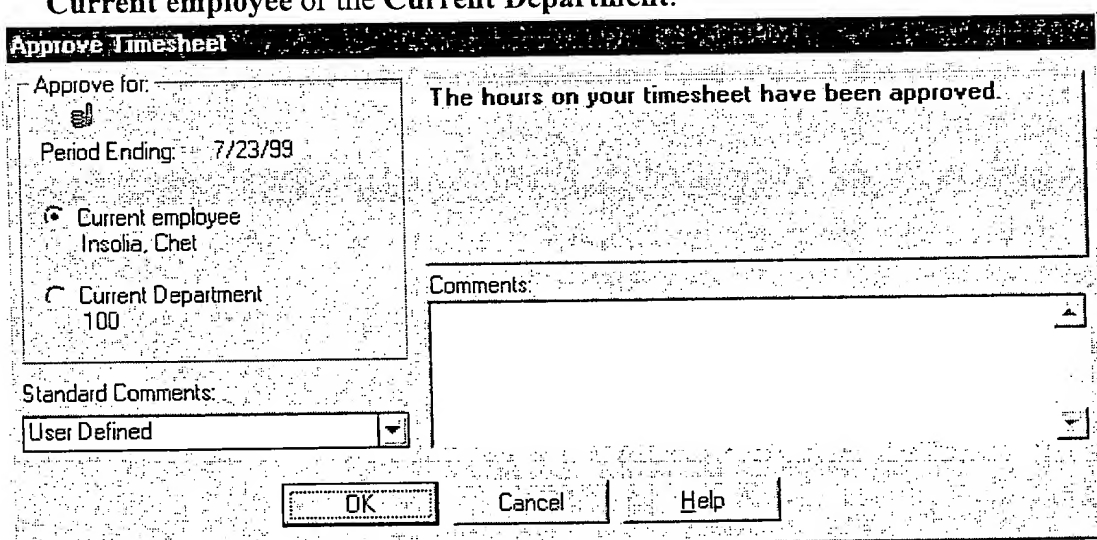 Current employee or the Current Department.
Approve Timesheet
Approve for:
Period Ending: 7/23/99
Current employee
Insolia, Chet
Current Department
100
Standard Comments:
User Defined
The hours on your timesheet have been approved.
Comments:
OK
Cancel
Help